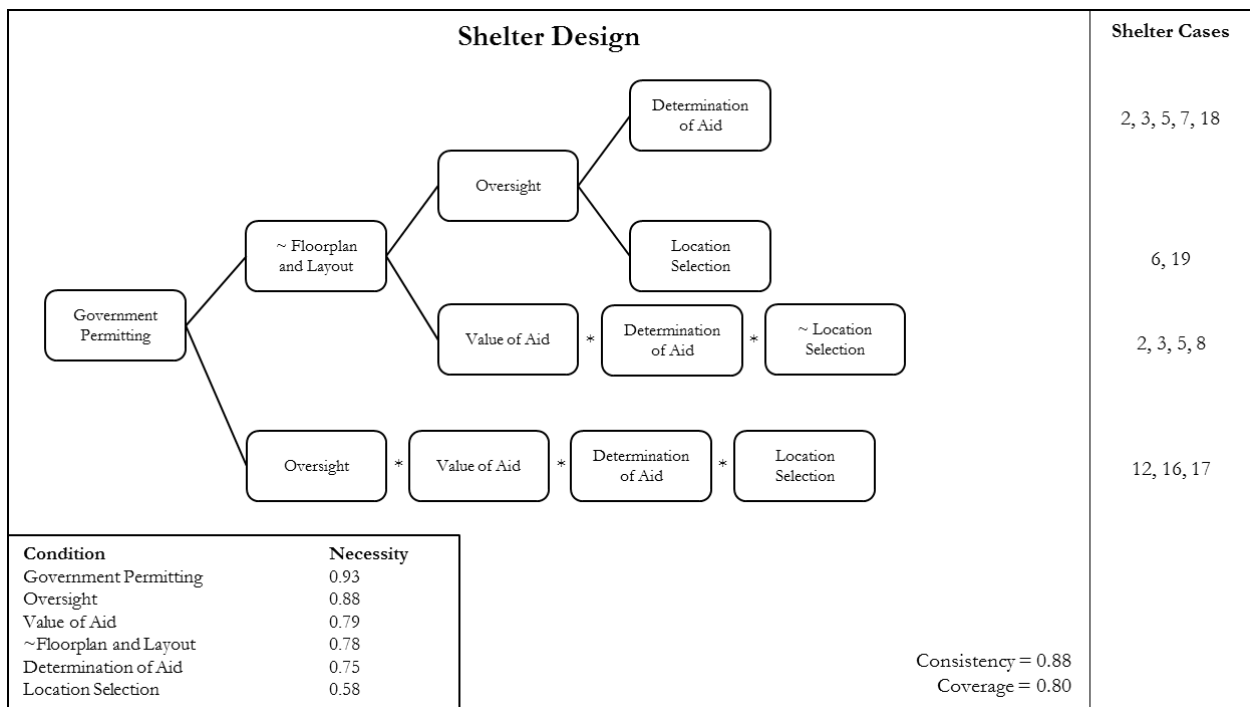 Shelter Design
Shelter Cases
Determination
of Aid
2, 3, 5, 7, 18
Oversight
~ Floorplan
and Layout
Location
Selection
6, 19
Government
Permitting
Value of Aid
*
Determination
of Aid
*
~ Location
Selection
2, 3, 5, 8
Oversight
*
Value of Aid
*
Determination
of Aid
*
Location
Selection
12, 16, 17
Condition Necessity
Government Permitting 0.93
Oversight 0.88
Value of Aid 0.79
~Floorplan and Layout 0.78
Determination of Aid 0.75
Location Selection 0.58
Consistency = 0.88
Coverage = 0.80